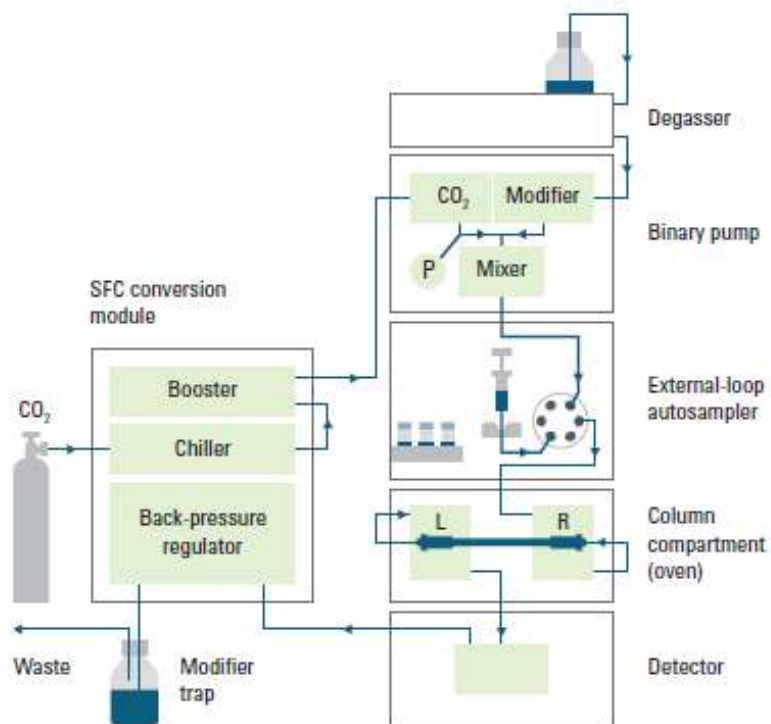 Degasser
CO₂
Modifier
Binary pump
P
Mixer
SFC conversion
module
Booster
External-loop
autosampler
CO₂
Chiller
Back-pressure
regulator
L
R
Column
compartment
(oven)
Waste
Modifier
trap
Detector